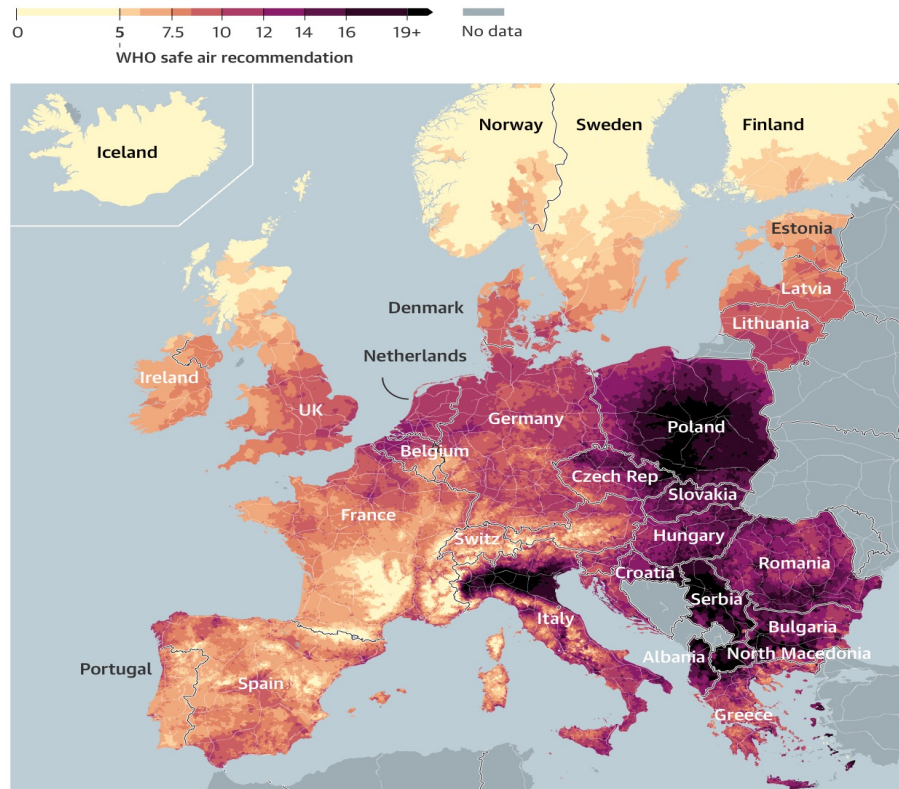 0 5 7.5 10 12 14 16 19+ No data
WHO safe air recommendation
Iceland
Norway
Sweden
Finland
Estonia
Latvia
Lithuania
Denmark
Netherlands
Ireland
UK
Belgium
Germany
Poland
Czech Rep
Slovakia
France
Switz
Hungary
Romania
Croatia
Serbia
Italy
Bulgaria
Albania
North Macedonia
Portugal
Spain
Greece